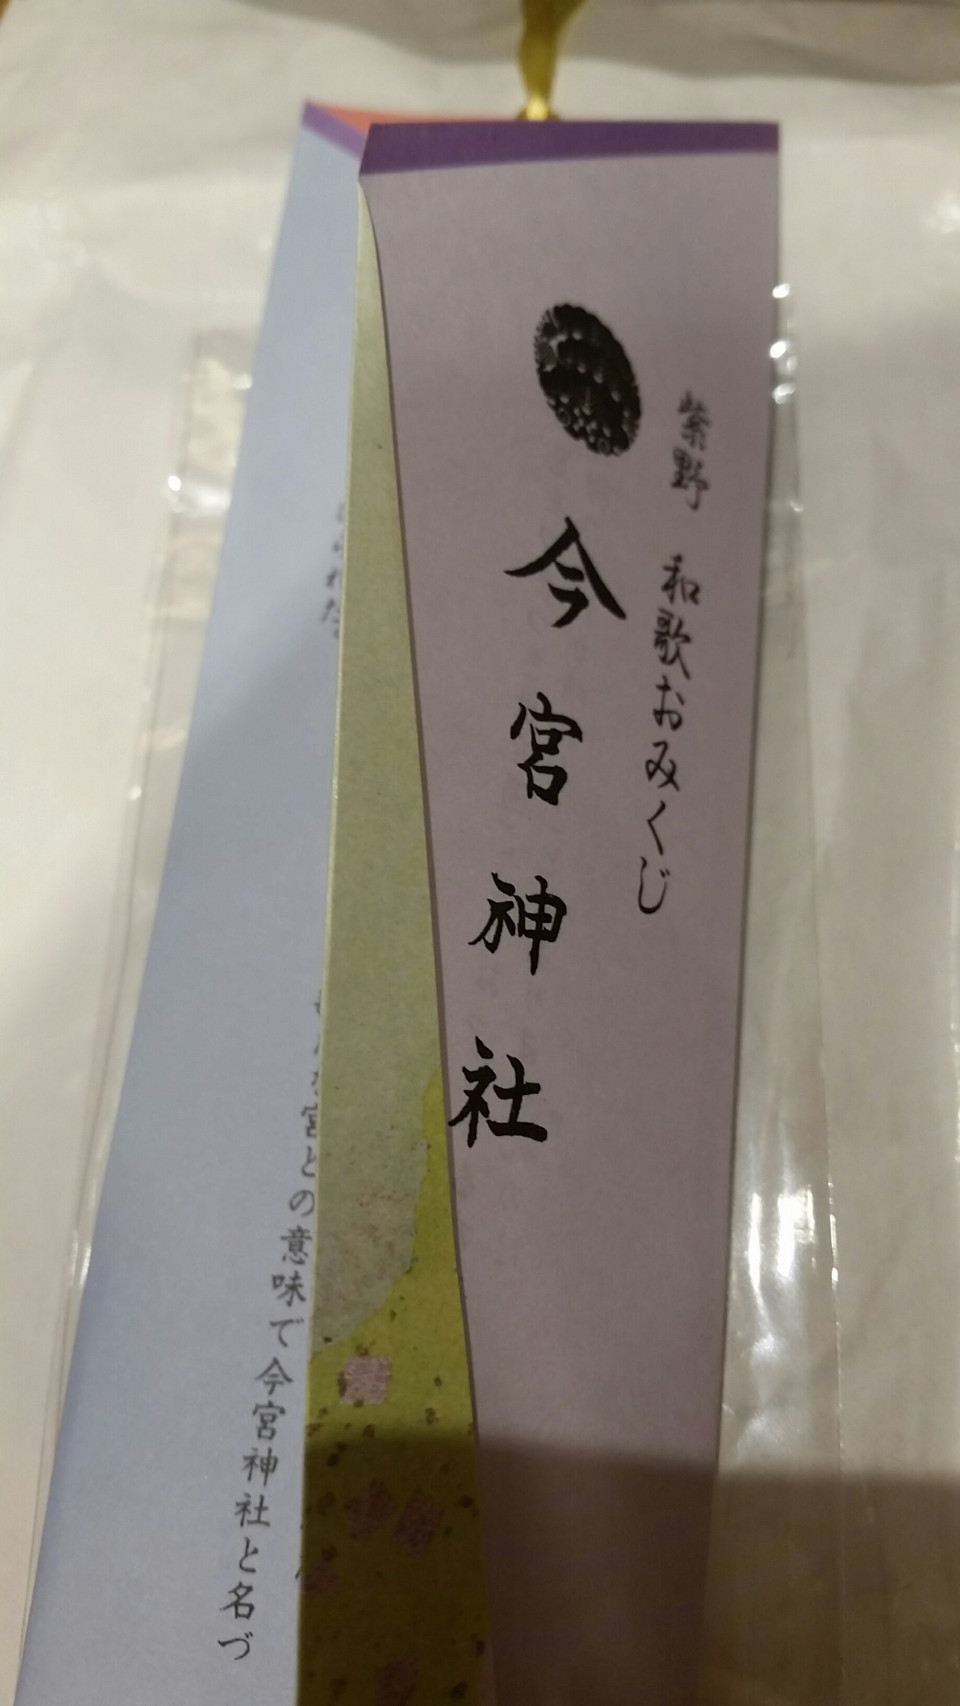 紫野 和歌おみくじ
今宮神社
宮との意味で今宮神社と名づ